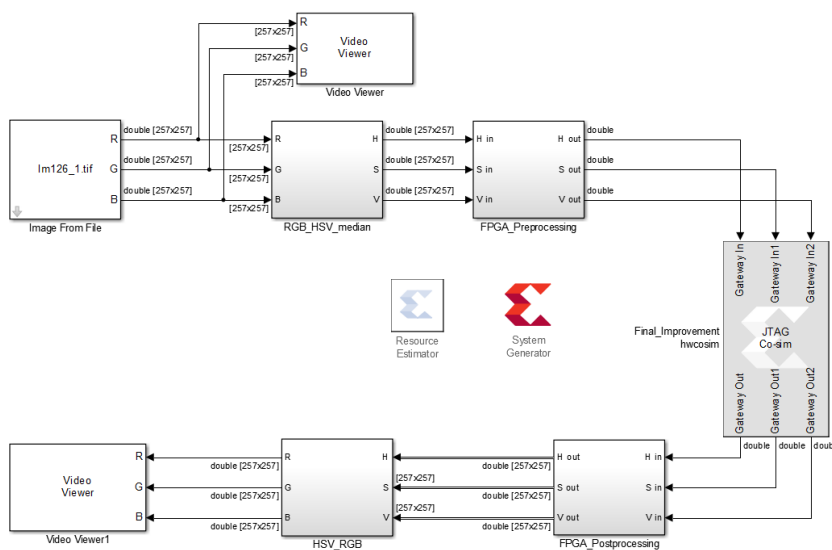 R
G
B
[257x257]
[257x257]
[257x257]
Video
Viewer
Video Viewer
Im126_1.tif
R
G
B
Image From File
double [257x257]
double [257x257]
double [257x257]
[257x257]
[257x257]
[257x257]
R
G
B
H
S
V
RGB_HSV_median
double [257x257]
double [257x257]
double [257x257]
H in
S in
V in
H out
S out
V out
FPGA_Preprocessing
double
double
double
Gateway In
Gateway In1
Gateway In2
JTAG
Co-sim
Gateway Out
Gateway Out1
Gateway Out2
Final_Improvement
hwcosim
Resource
Estimator
System
Generator
double
double
doub
H in
S in
V in
H out
S out
V out
FPGA_Postprocessing
double [257x257]
[257x257]
double [257x257]
[257x257]
double [257x257]
H
S
V
R
G
B
HSV_RGB
double [257x257]
double [257x257]
double [257x257]
R
G
B
Video
Viewer
Video Viewer1